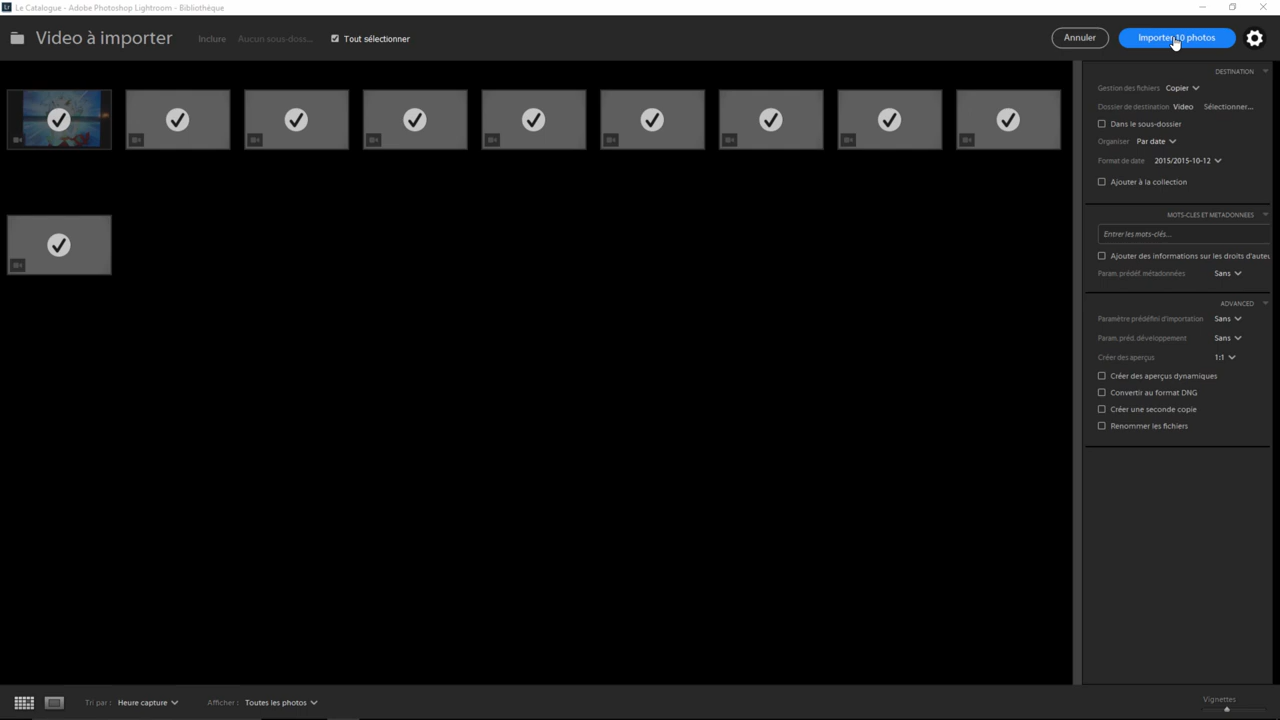 Le Catalogue - Adobe Photoshop Lightroom - Bibliothèque
Video à importer
Inclure
Aucun sous-doss...
Tout sélectionner
Annuler
Importer 10 photos
DESTINATION
Gestion des fichiers Copier
Dossier de destination Video Sélectionner...
Dans le sous-dossier
Organiser Par date
Format de date 2015/2015-10-12
Ajouter à la collection
MOTS-CLES ET METADONNEES
Entrer les mots-clés...
Ajouter des informations sur les droits d'auteu
Param. prédéf. métadonnées Sans
ADVANCED
Paramètre prédéfini d'importation Sans
Param. préd. développement Sans
Créer des aperçus 1:1
Créer des aperçus dynamiques
Convertir au format DNG
Créer une seconde copie
Renommer les fichiers
Tri par : Heure capture
Afficher : Toutes les photos
Vignettes